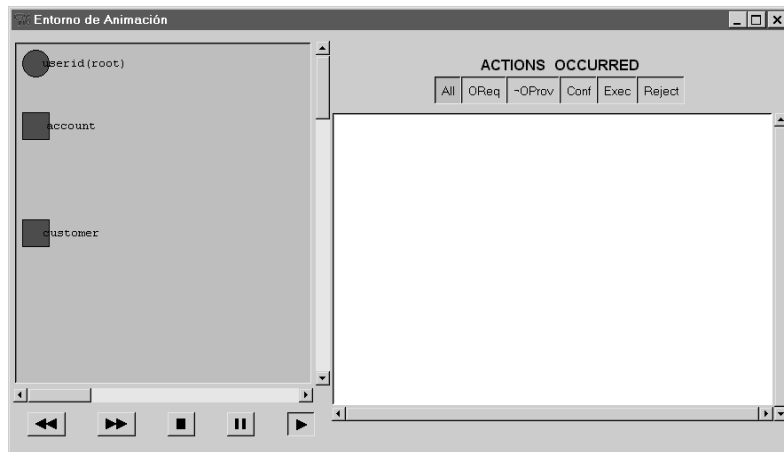 Entorno de Animación
userid(root)
account
customer
ACTIONS OCCURRED
All OReq ¬OProv Conf Exec Reject